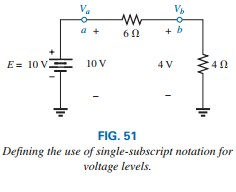 Va Vb
a + 6 Ω + b
+
E = 10 V 10 V 4 V 4 Ω
– – –
FIG. 51
Defining the use of single-subscript notation for
voltage levels.